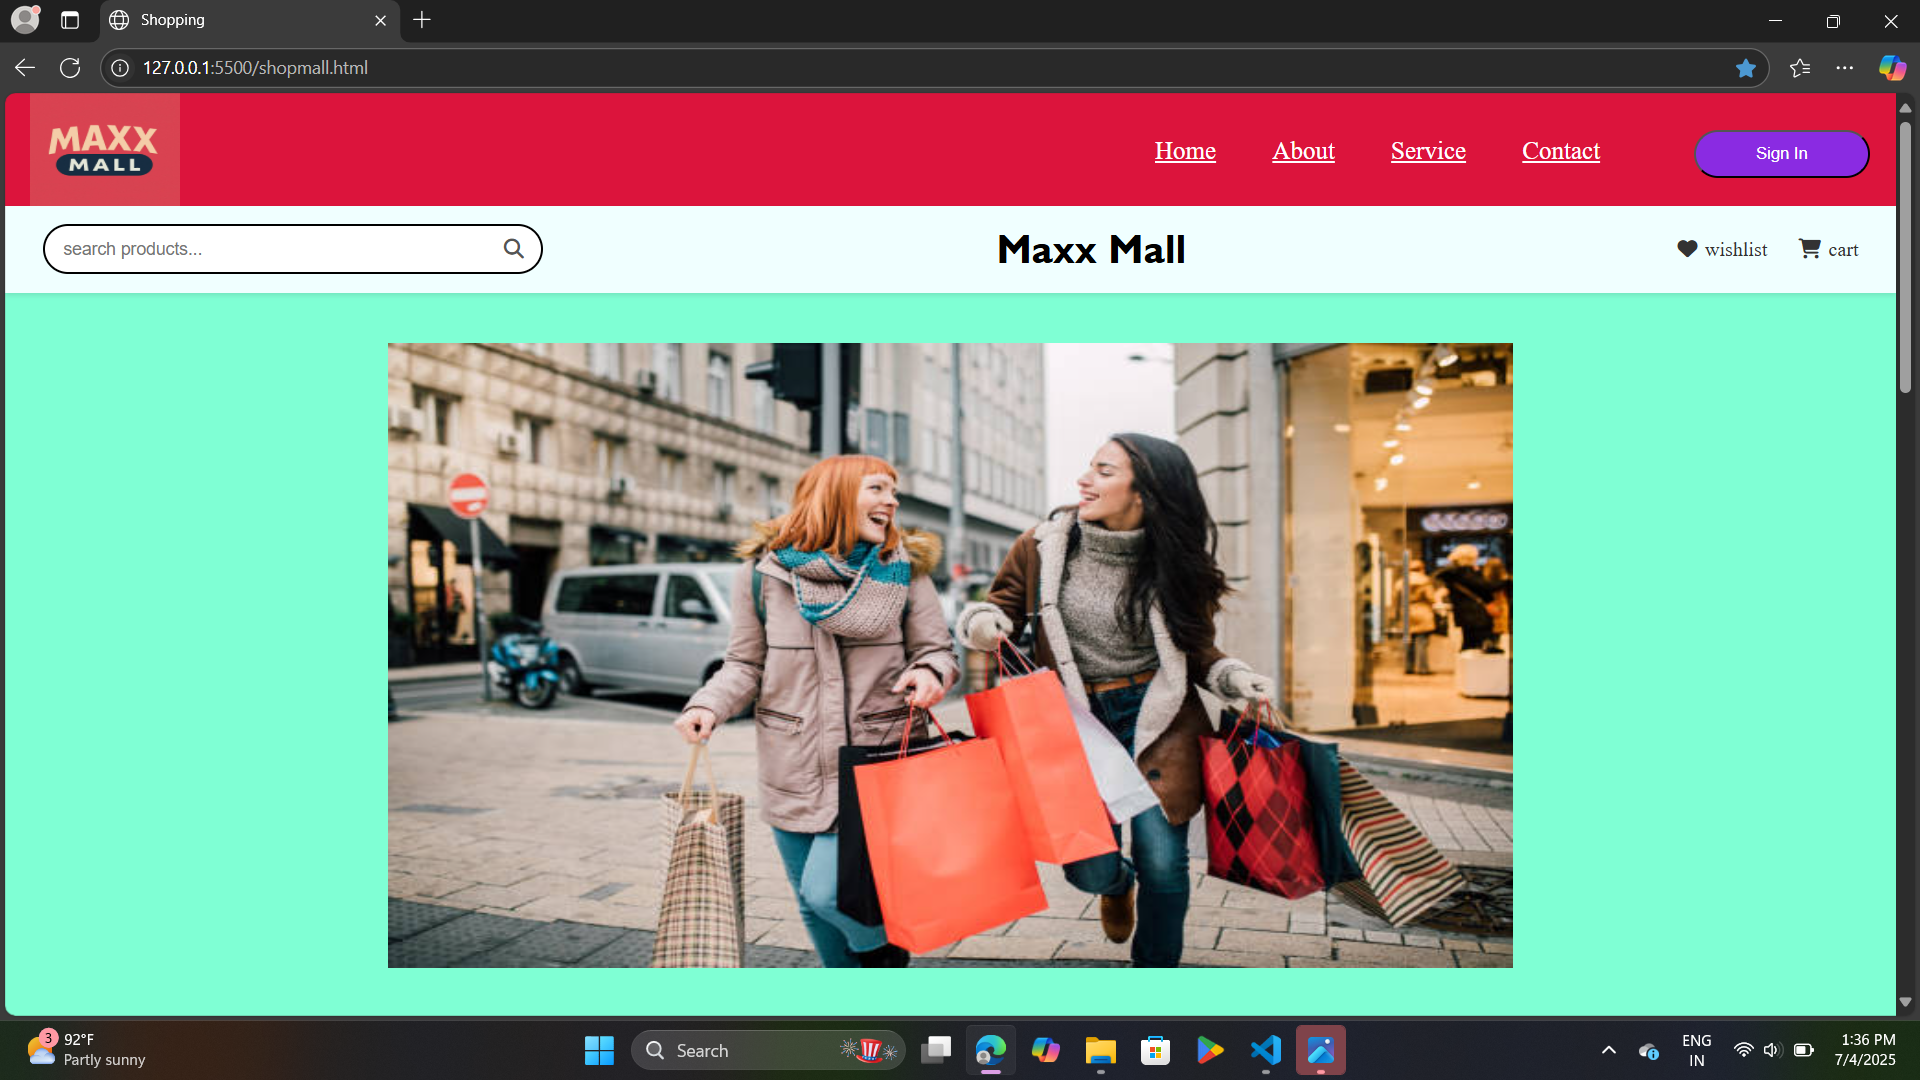 Shopping
127.0.0.1:5500/shopmall.html
MAXX
MALL
Home
About
Service
Contact
Sign In
search products...
Maxx Mall
wishlist
cart
3
92°F
Partly sunny
Search
ENG
IN
1:36 PM
7/4/2025